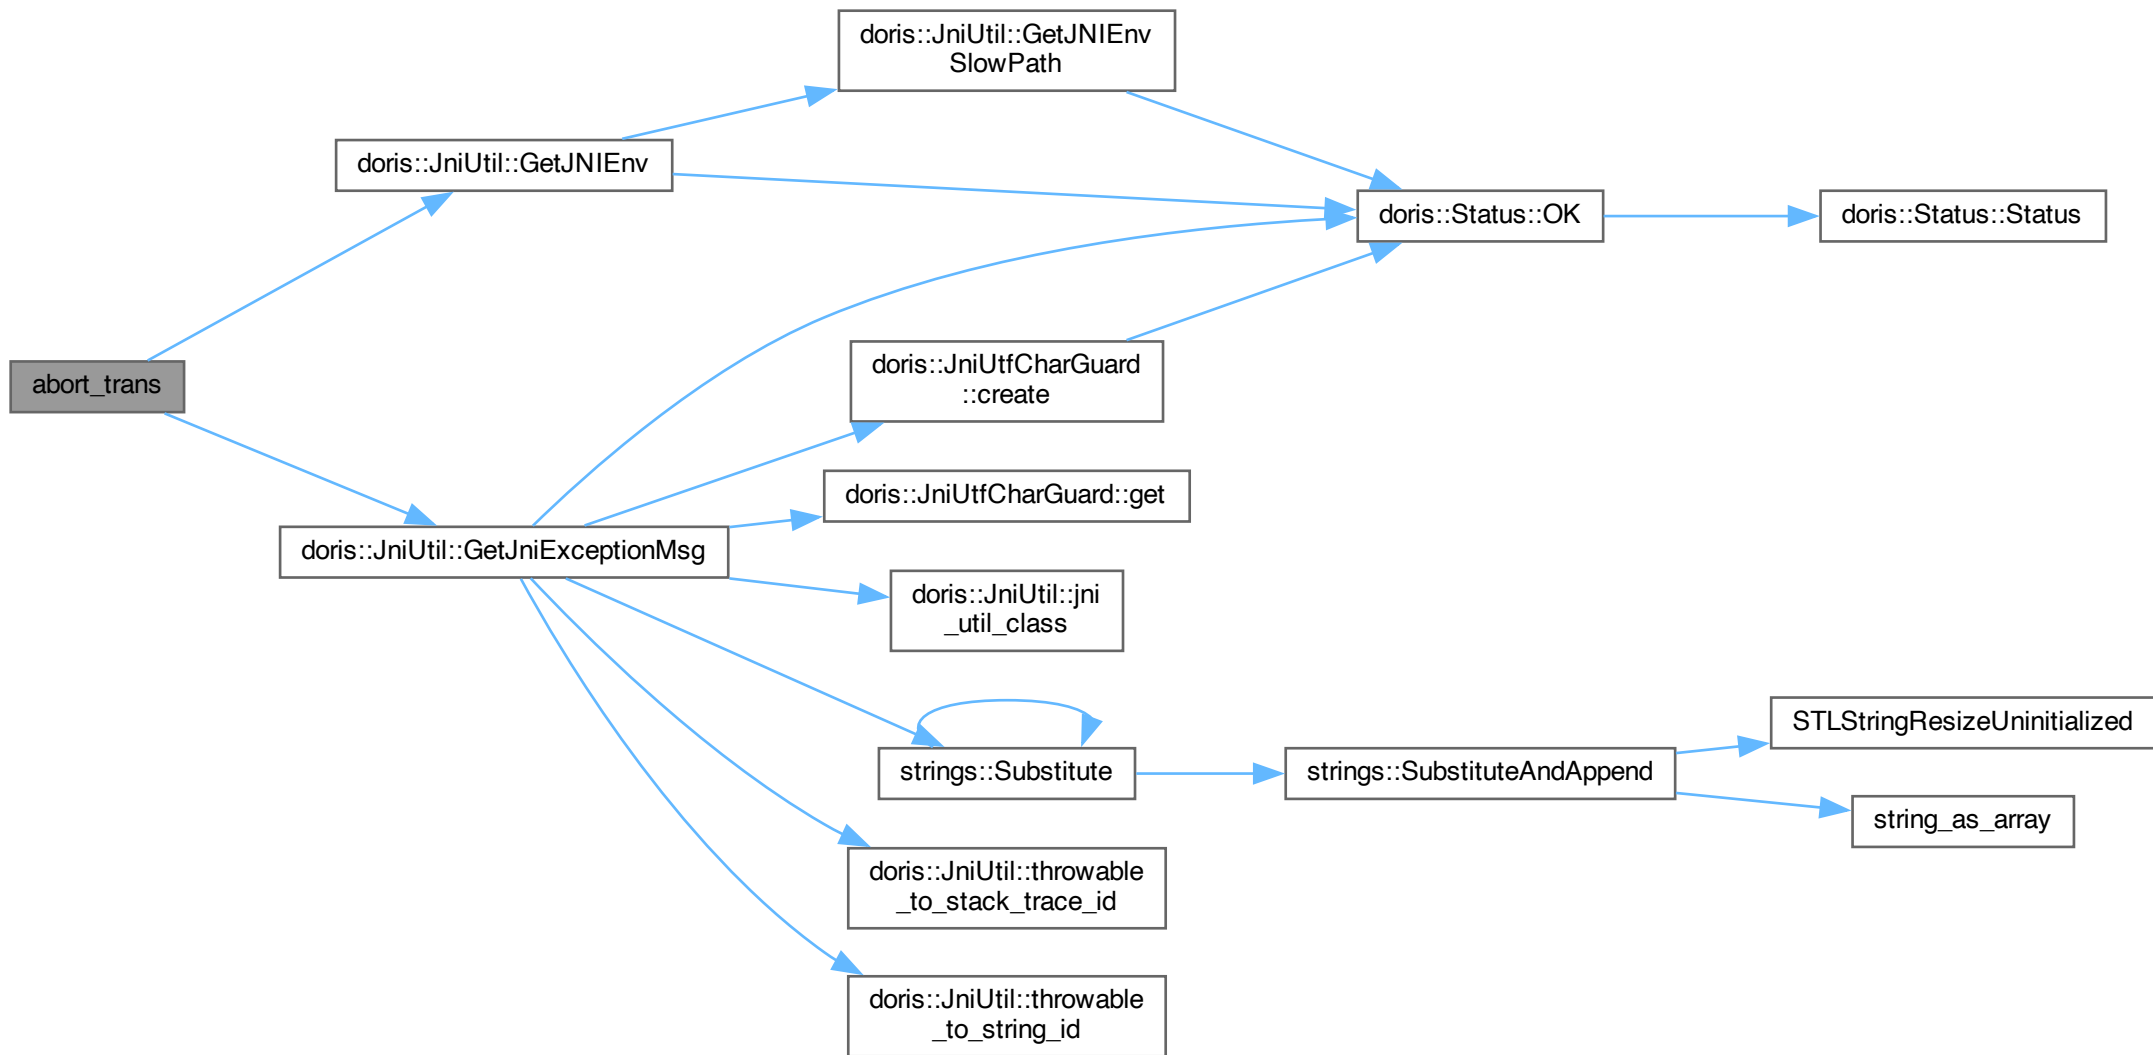 doris::JniUtil::GetJNIEnv
SlowPath
doris::JniUtil::GetJNIEnv
doris::Status::OK
doris::Status::Status
abort_trans
doris::JniUtfCharGuard
::create
doris::JniUtfCharGuard::get
doris::JniUtil::GetJniExceptionMsg
doris::JniUtil::jni
_util_class
strings::Substitute
strings::SubstituteAndAppend
STLStringResizeUninitialized
string_as_array
doris::JniUtil::throwable
_to_stack_trace_id
doris::JniUtil::throwable
_to_string_id